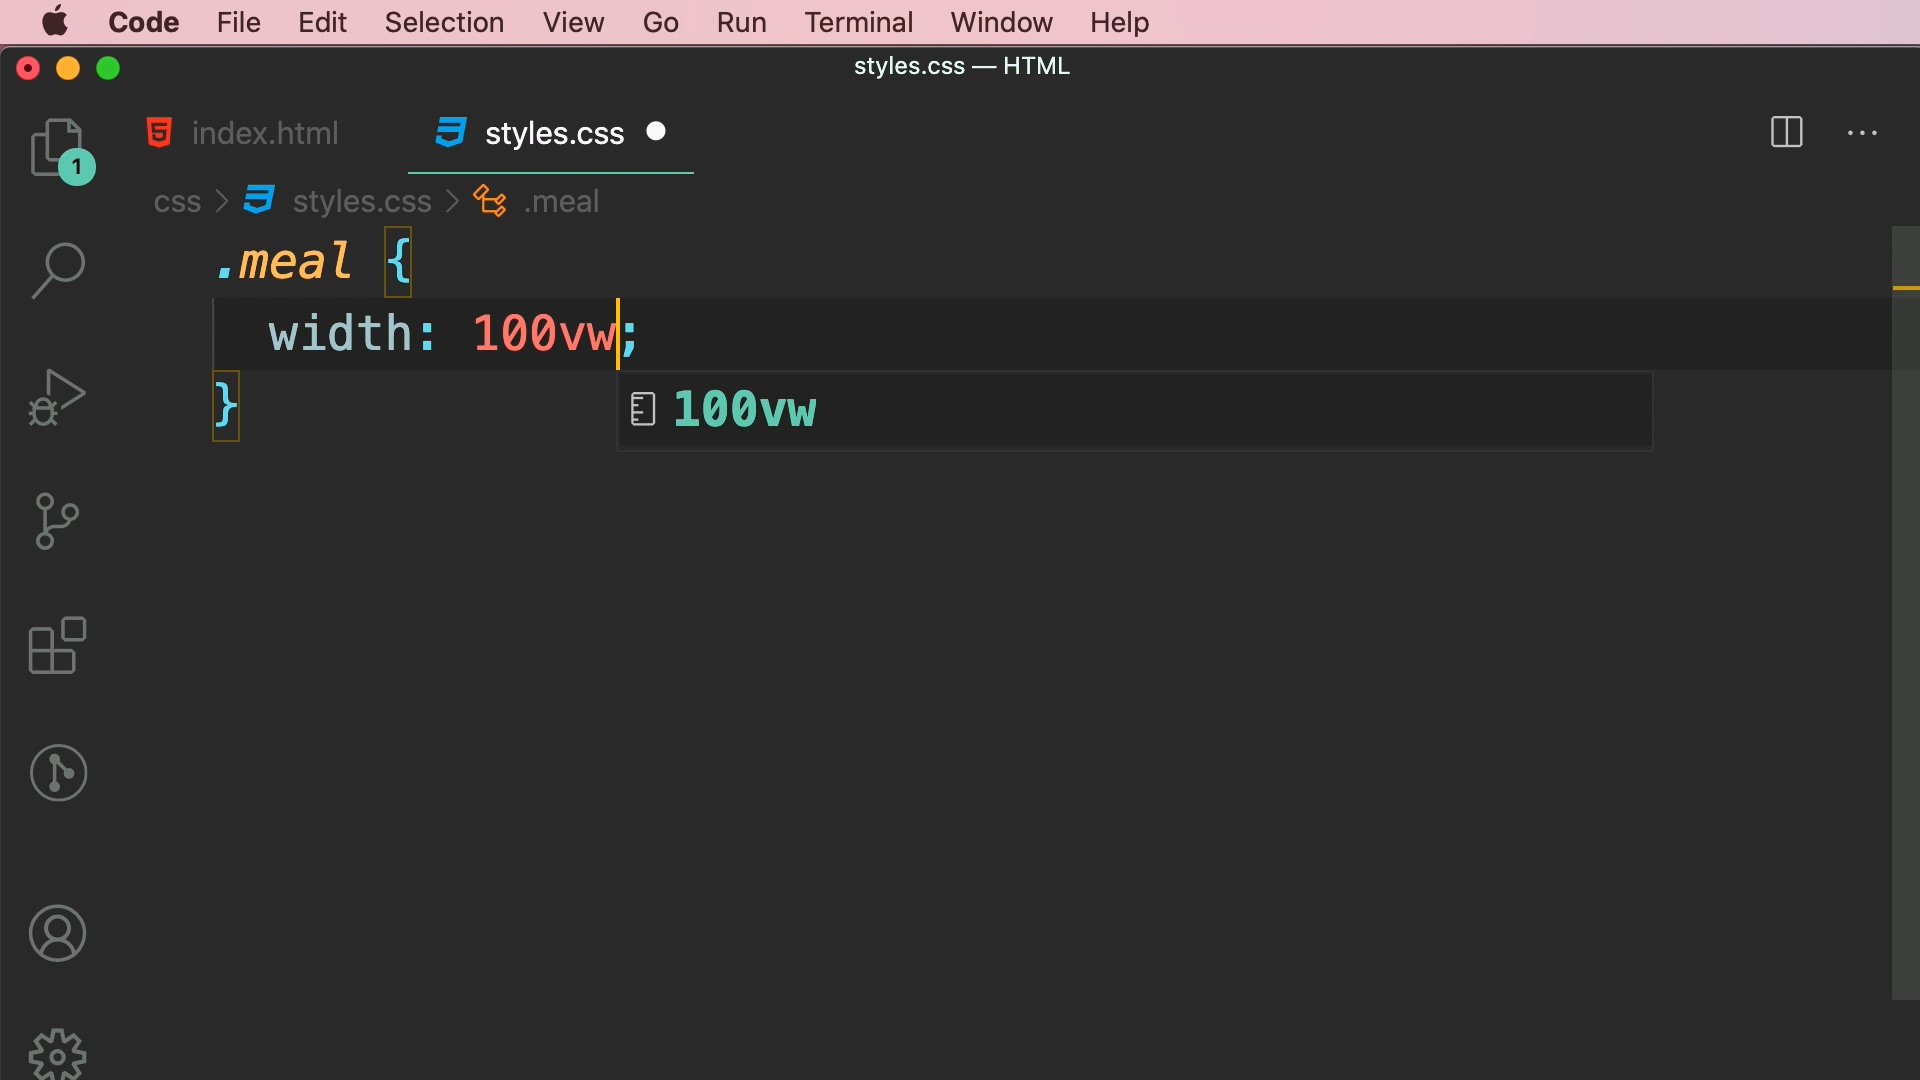 Code File Edit Selection View Go Run Terminal Window Help
styles.css — HTML
index.html styles.css
1
css > styles.css > .meal
.meal {
width: 100vw;
}
100vw